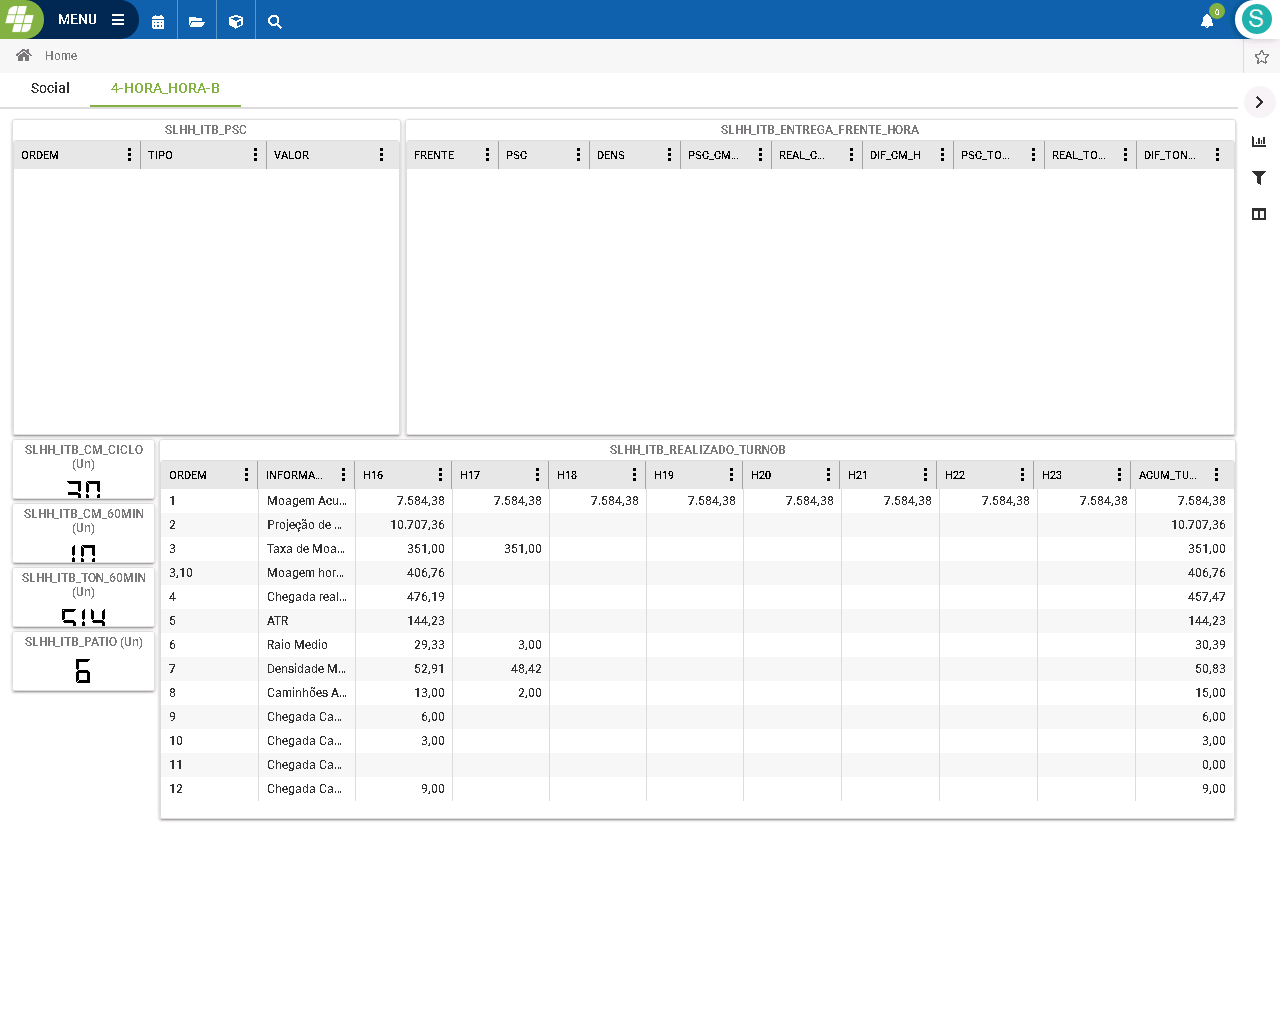 MENU
0
S
Home
Social
4-HORA_HORA-B
SLHH_ITB_PSC
ORDEM TIPO VALOR
SLHH_ITB_ENTREGA_FRENTE_HORA
FRENTE PSC DENS PSC_CM... REAL_C... DIF_CM_H PSC_TO... REAL_TO... DIF_TON...
SLHH_ITB_CM_CICLO
(Un)
30
SLHH_ITB_CM_60MIN
(Un)
10
SLHH_ITB_TON_60MIN
(Un)
514
SLHH_ITB_PATIO (Un)
6
SLHH_ITB_REALIZADO_TURNOB
ORDEM INFORMA... H16 H17 H18 H19 H20 H21 H22 H23 ACUM_TU...
1 Moagem Acu... 7.584,38 7.584,38 7.584,38 7.584,38 7.584,38 7.584,38 7.584,38 7.584,38 7.584,38
2 Projeção de ... 10.707,36 10.707,36
3 Taxa de Moa... 351,00 351,00 351,00
3,10 Moagem hor... 406,76 406,76
4 Chegada real... 476,19 457,47
5 ATR 144,23 144,23
6 Raio Medio 29,33 3,00 30,39
7 Densidade M... 52,91 48,42 50,83
8 Caminhões A... 13,00 2,00 15,00
9 Chegada Ca... 6,00 6,00
10 Chegada Ca... 3,00 3,00
11 Chegada Ca... 0,00
12 Chegada Ca... 9,00 9,00